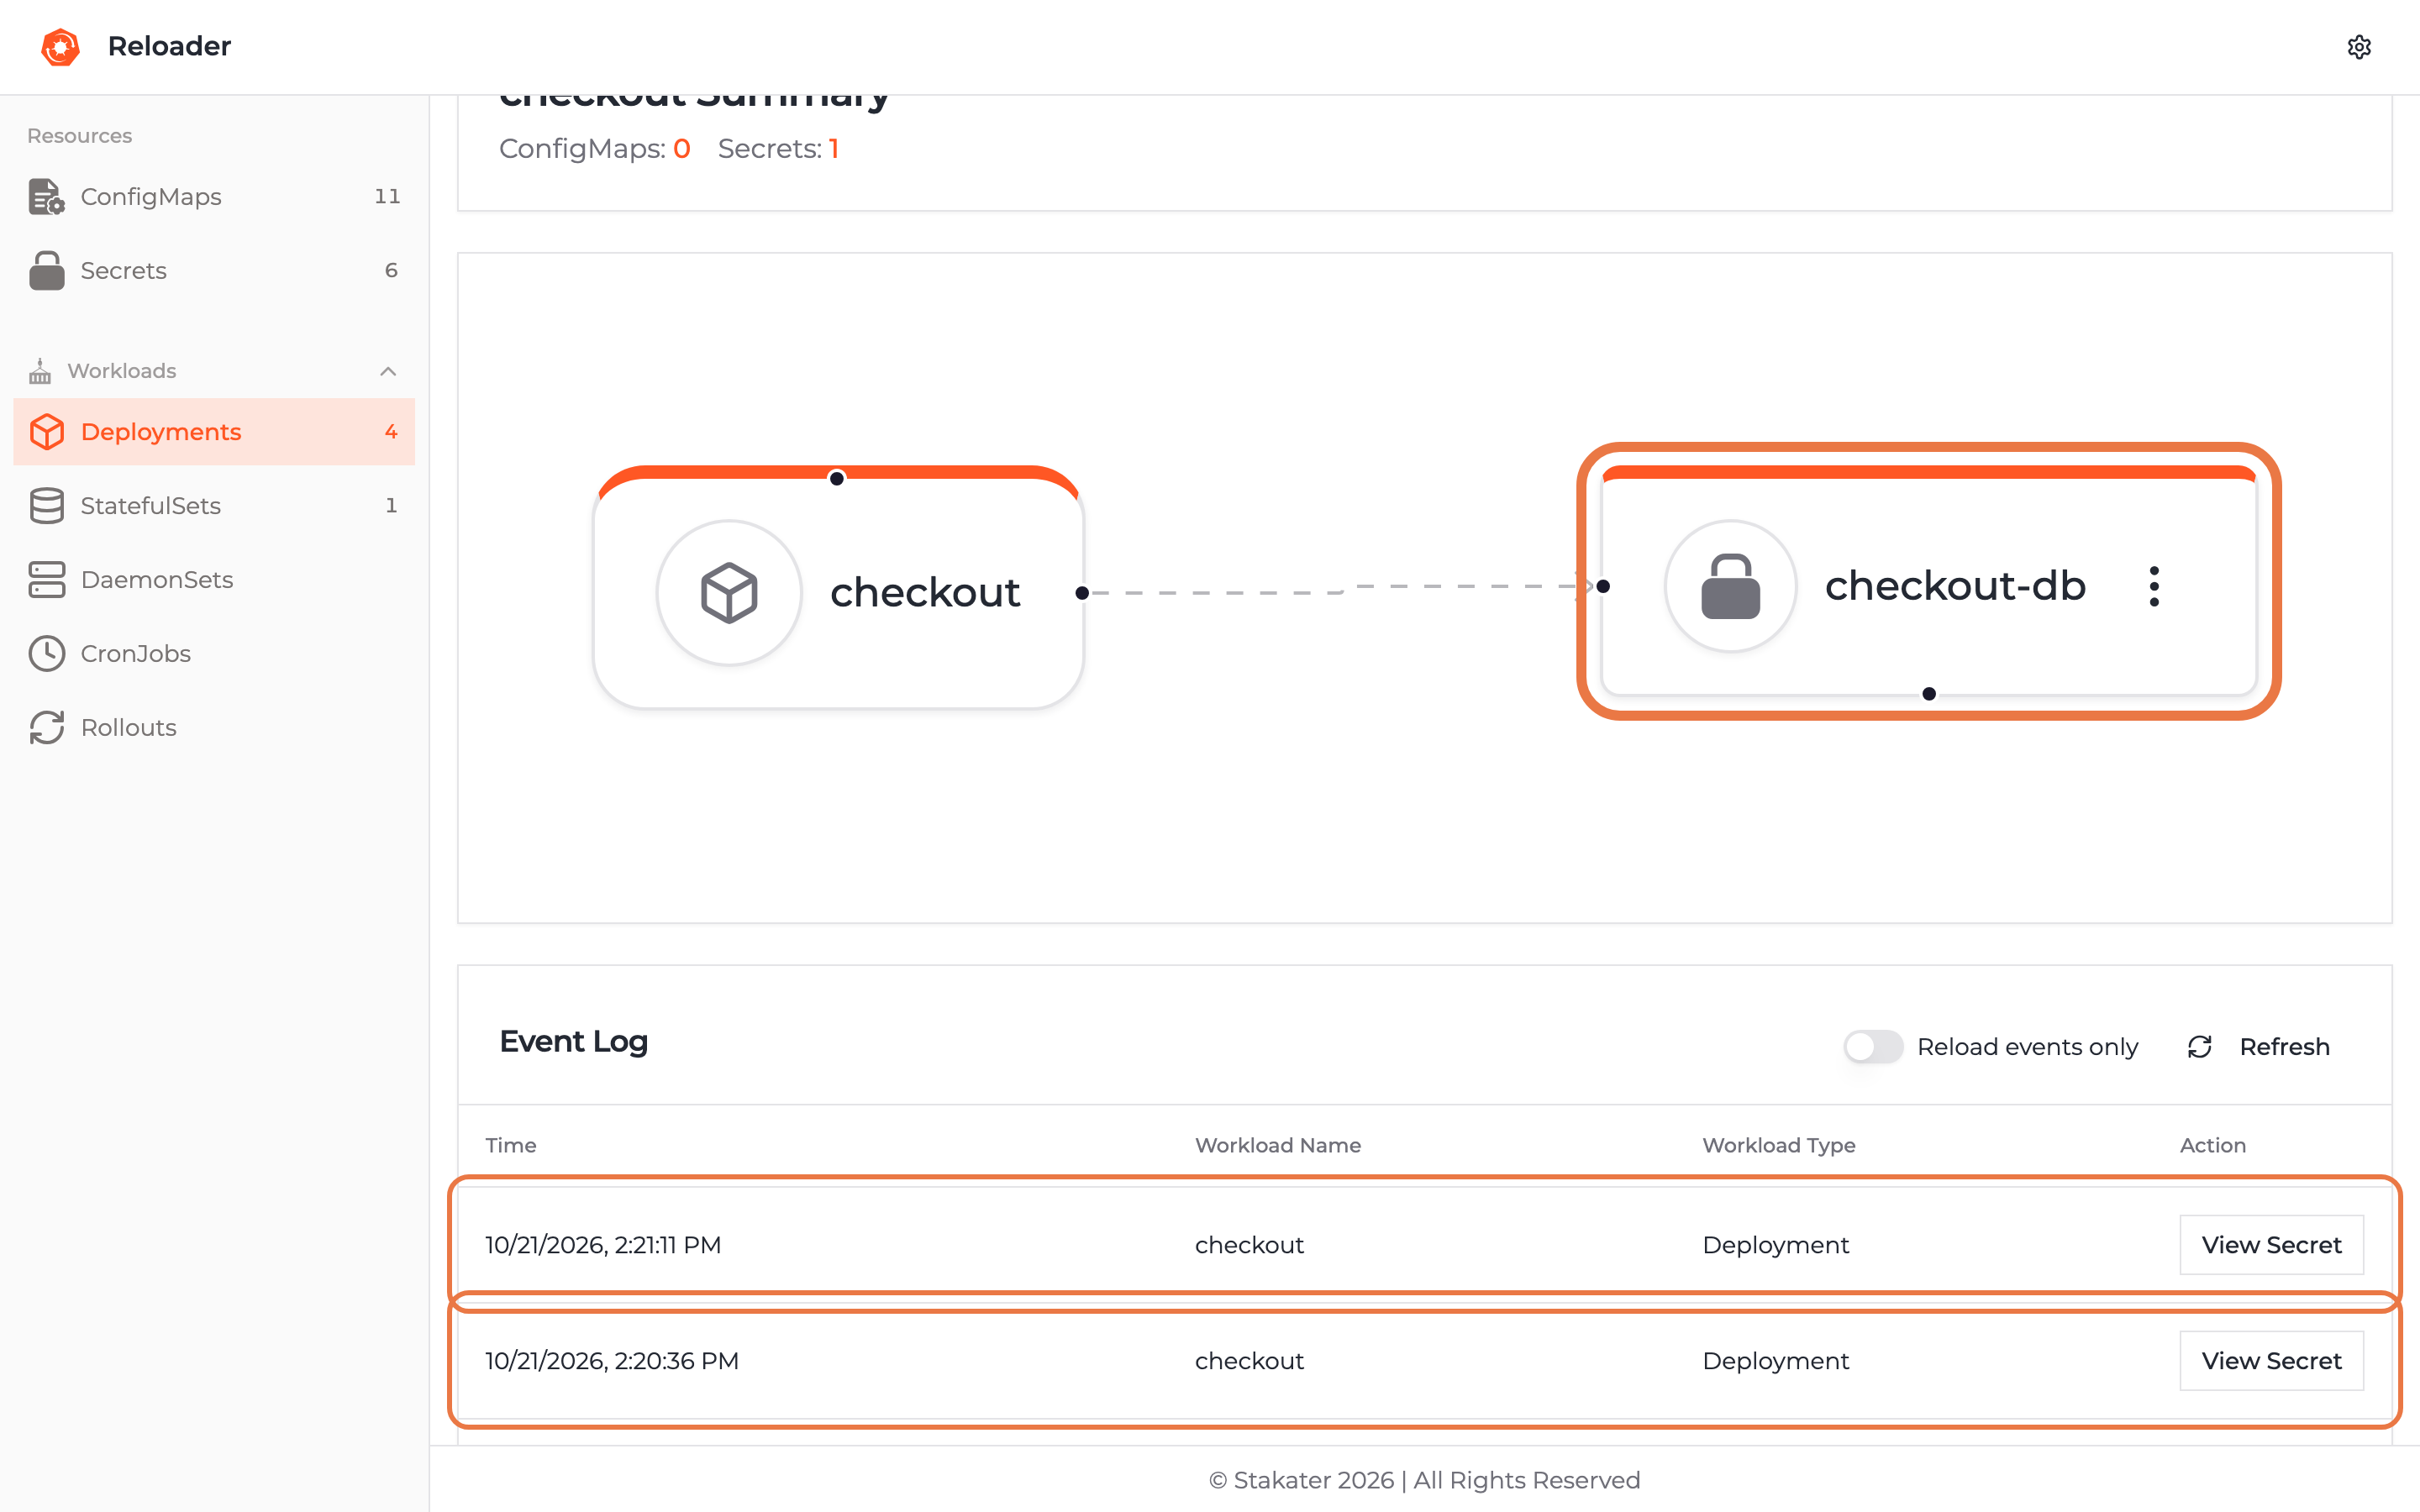 Reloader
Resources
ConfigMaps 11
Secrets 6
Workloads
Deployments 4
StatefulSets 1
DaemonSets
CronJobs
Rollouts
checkout Summary
ConfigMaps: 0 Secrets: 1
checkout
checkout-db
Event Log
Reload events only Refresh
Time Workload Name Workload Type Action
10/21/2026, 2:21:11 PM checkout Deployment View Secret
10/21/2026, 2:20:36 PM checkout Deployment View Secret
© Stakater 2026 | All Rights Reserved